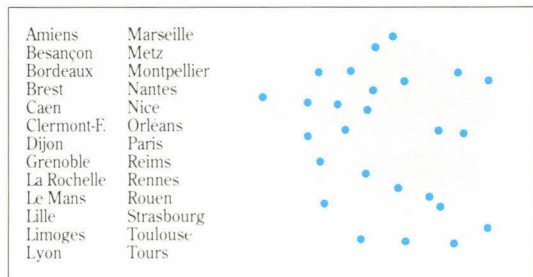 Amiens
Besançon
Bordeaux
Brest
Caen
Clermont-F.
Dijon
Grenoble
La Rochelle
Le Mans
Lille
Limoges
Lyon
Marseille
Metz
Montpellier
Nantes
Nice
Orléans
Paris
Reims
Rennes
Rouen
Strasbourg
Toulouse
Tours